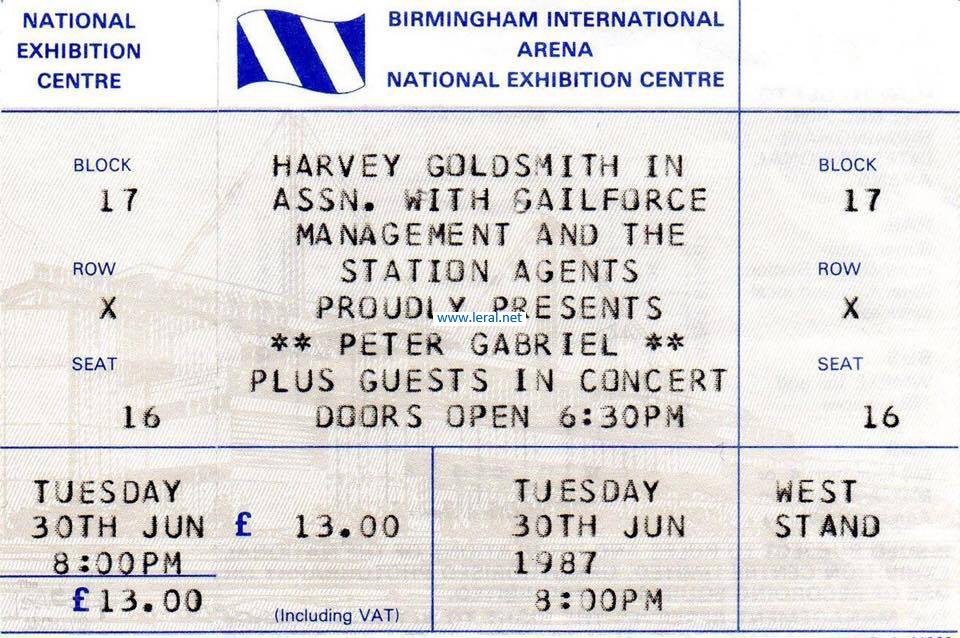 NATIONAL
EXHIBITION
CENTRE
BIRMINGHAM INTERNATIONAL
ARENA
NATIONAL EXHIBITION CENTRE
BLOCK
17
ROW
X
SEAT
16
HARVEY GOLDSMITH IN
ASSN. WITH GAILFORCE
MANAGEMENT AND THE
STATION AGENTS
PROUDLY PRESENTS
www.leral.net
** PETER GABRIEL **
PLUS GUESTS IN CONCERT
DOORS OPEN 6:30PM
BLOCK
17
ROW
X
SEAT
16
TUESDAY
30TH JUN
8:00PM
£13.00
£ 13.00
(Including VAT)
TUESDAY
30TH JUN
1987
8:00PM
WEST
STAND